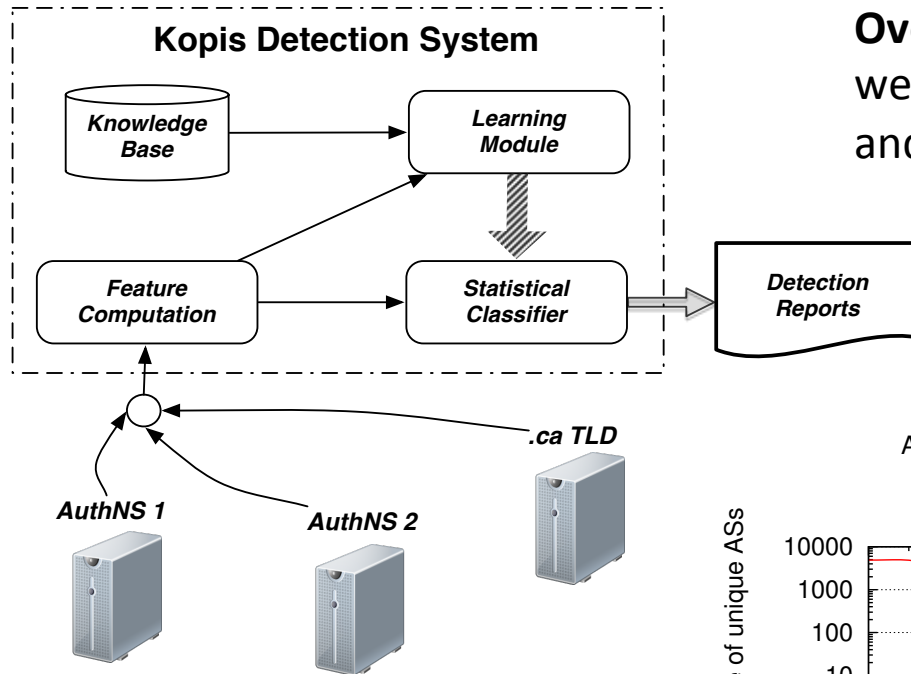 Kopis Detection System
Knowledge
Base
Learning
Module
Feature
Computation
Statistical
Classifier
Detection
Reports
.ca TLD
AuthNS 1
AuthNS 2
we
of unique ASs
10000
1000
100
10